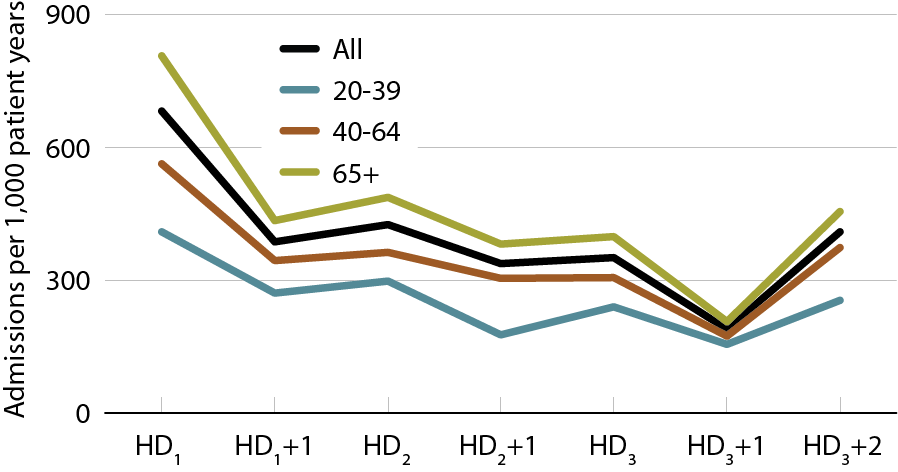 Admissions per 1,000 patient years
900
600
300
0
All
20-39
40-64
65+
HD₁
HD₁+1
HD₂
HD₂+1
HD₃
HD₃+1
HD₃+2